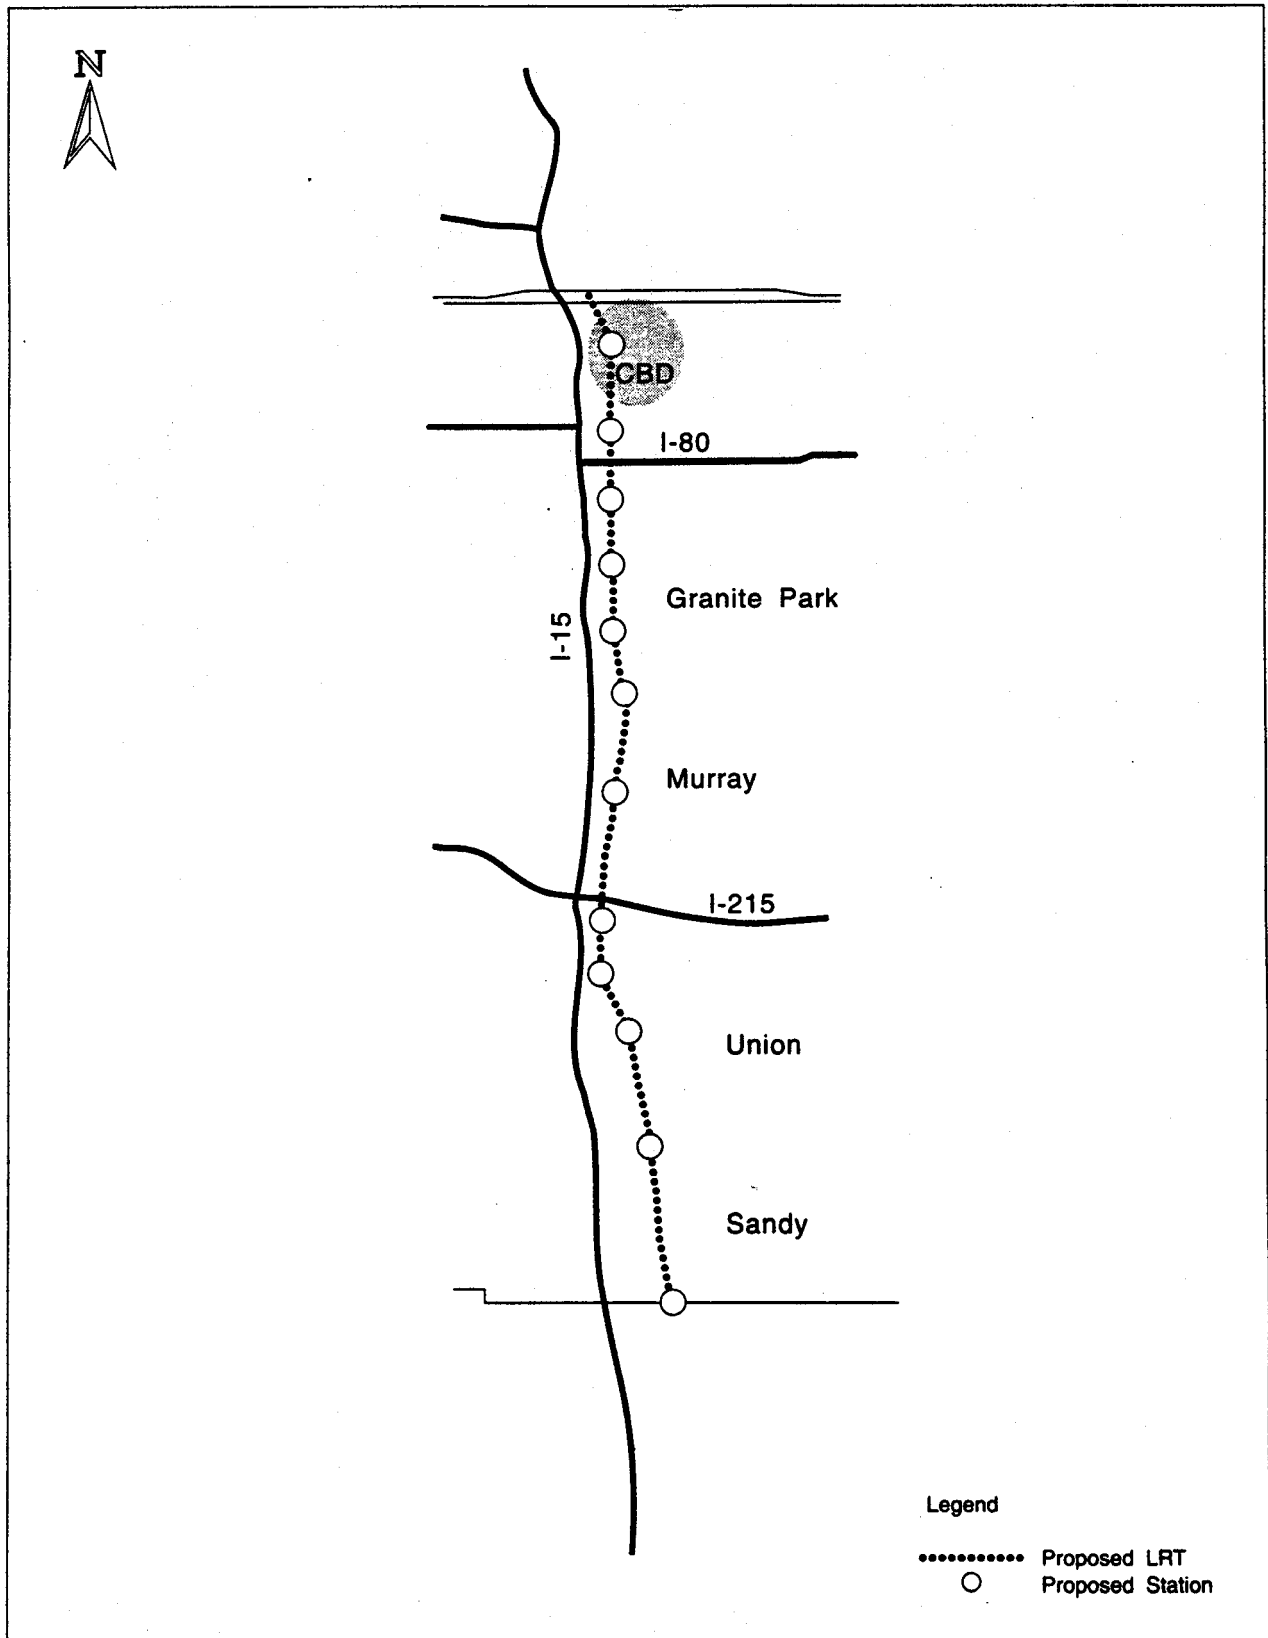 N
CBD
I-80
Granite Park
I-15
Murray
I-215
Union
Sandy
Legend
Proposed LRT
Proposed Station